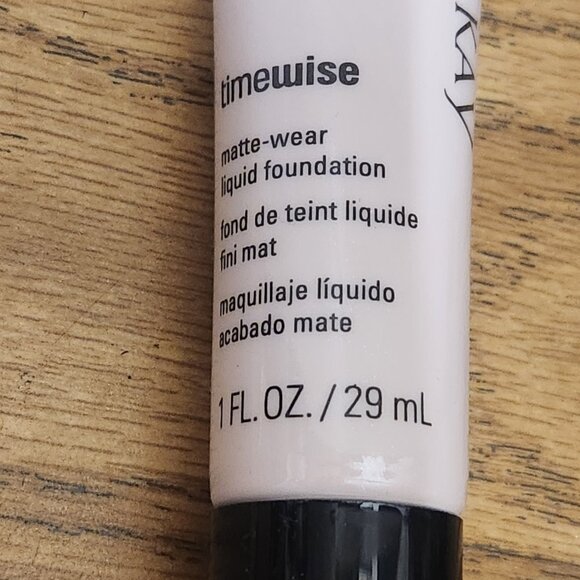 KAY
timewise
matte-wear
liquid foundation
fond de teint liquide
fini mat
maquillaje líquido
acabado mate
1 FL. OZ. / 29 mL